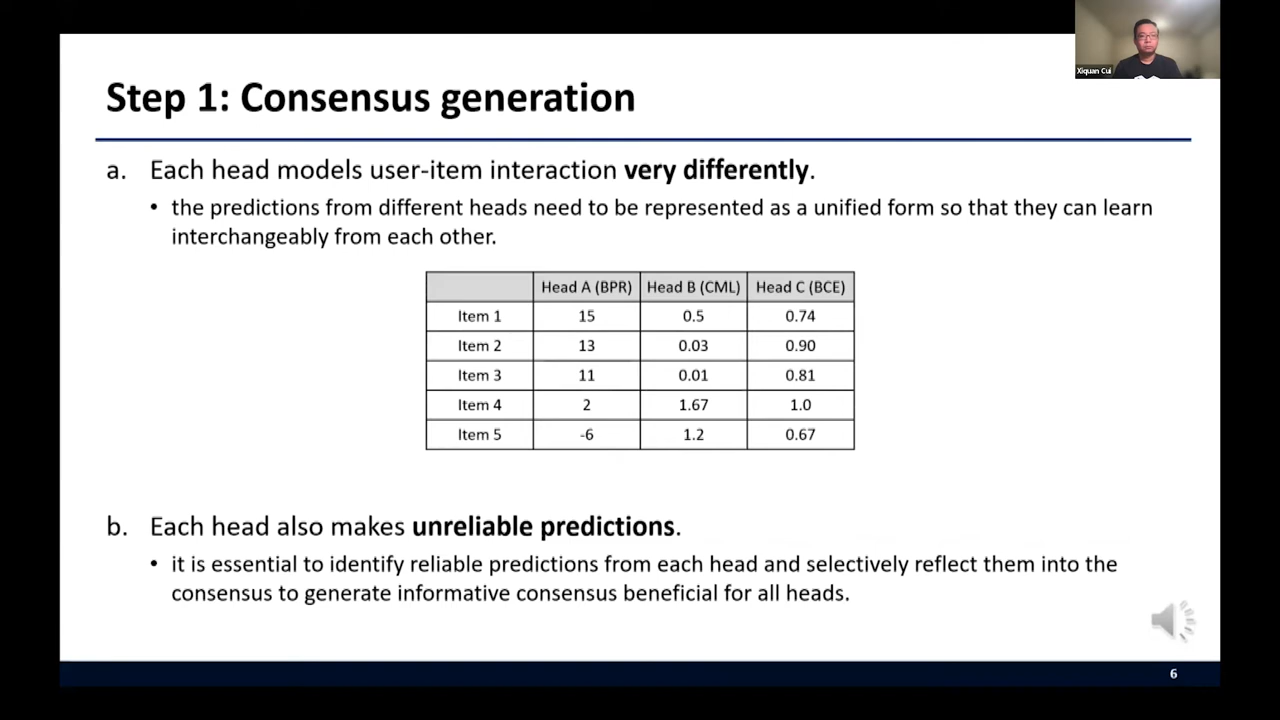 Xiquan Cui
Step 1: Consensus generation
a. Each head models user-item interaction very differently.
• the predictions from different heads need to be represented as a unified form so that they can learn
interchangeably from each other.
Head A (BPR) Head B (CML) Head C (BCE)
Item 1 15 0.5 0.74
Item 2 13 0.03 0.90
Item 3 11 0.01 0.81
Item 4 2 1.67 1.0
Item 5 -6 1.2 0.67
b. Each head also makes unreliable predictions.
• it is essential to identify reliable predictions from each head and selectively reflect them into the
consensus to generate informative consensus beneficial for all heads.
6